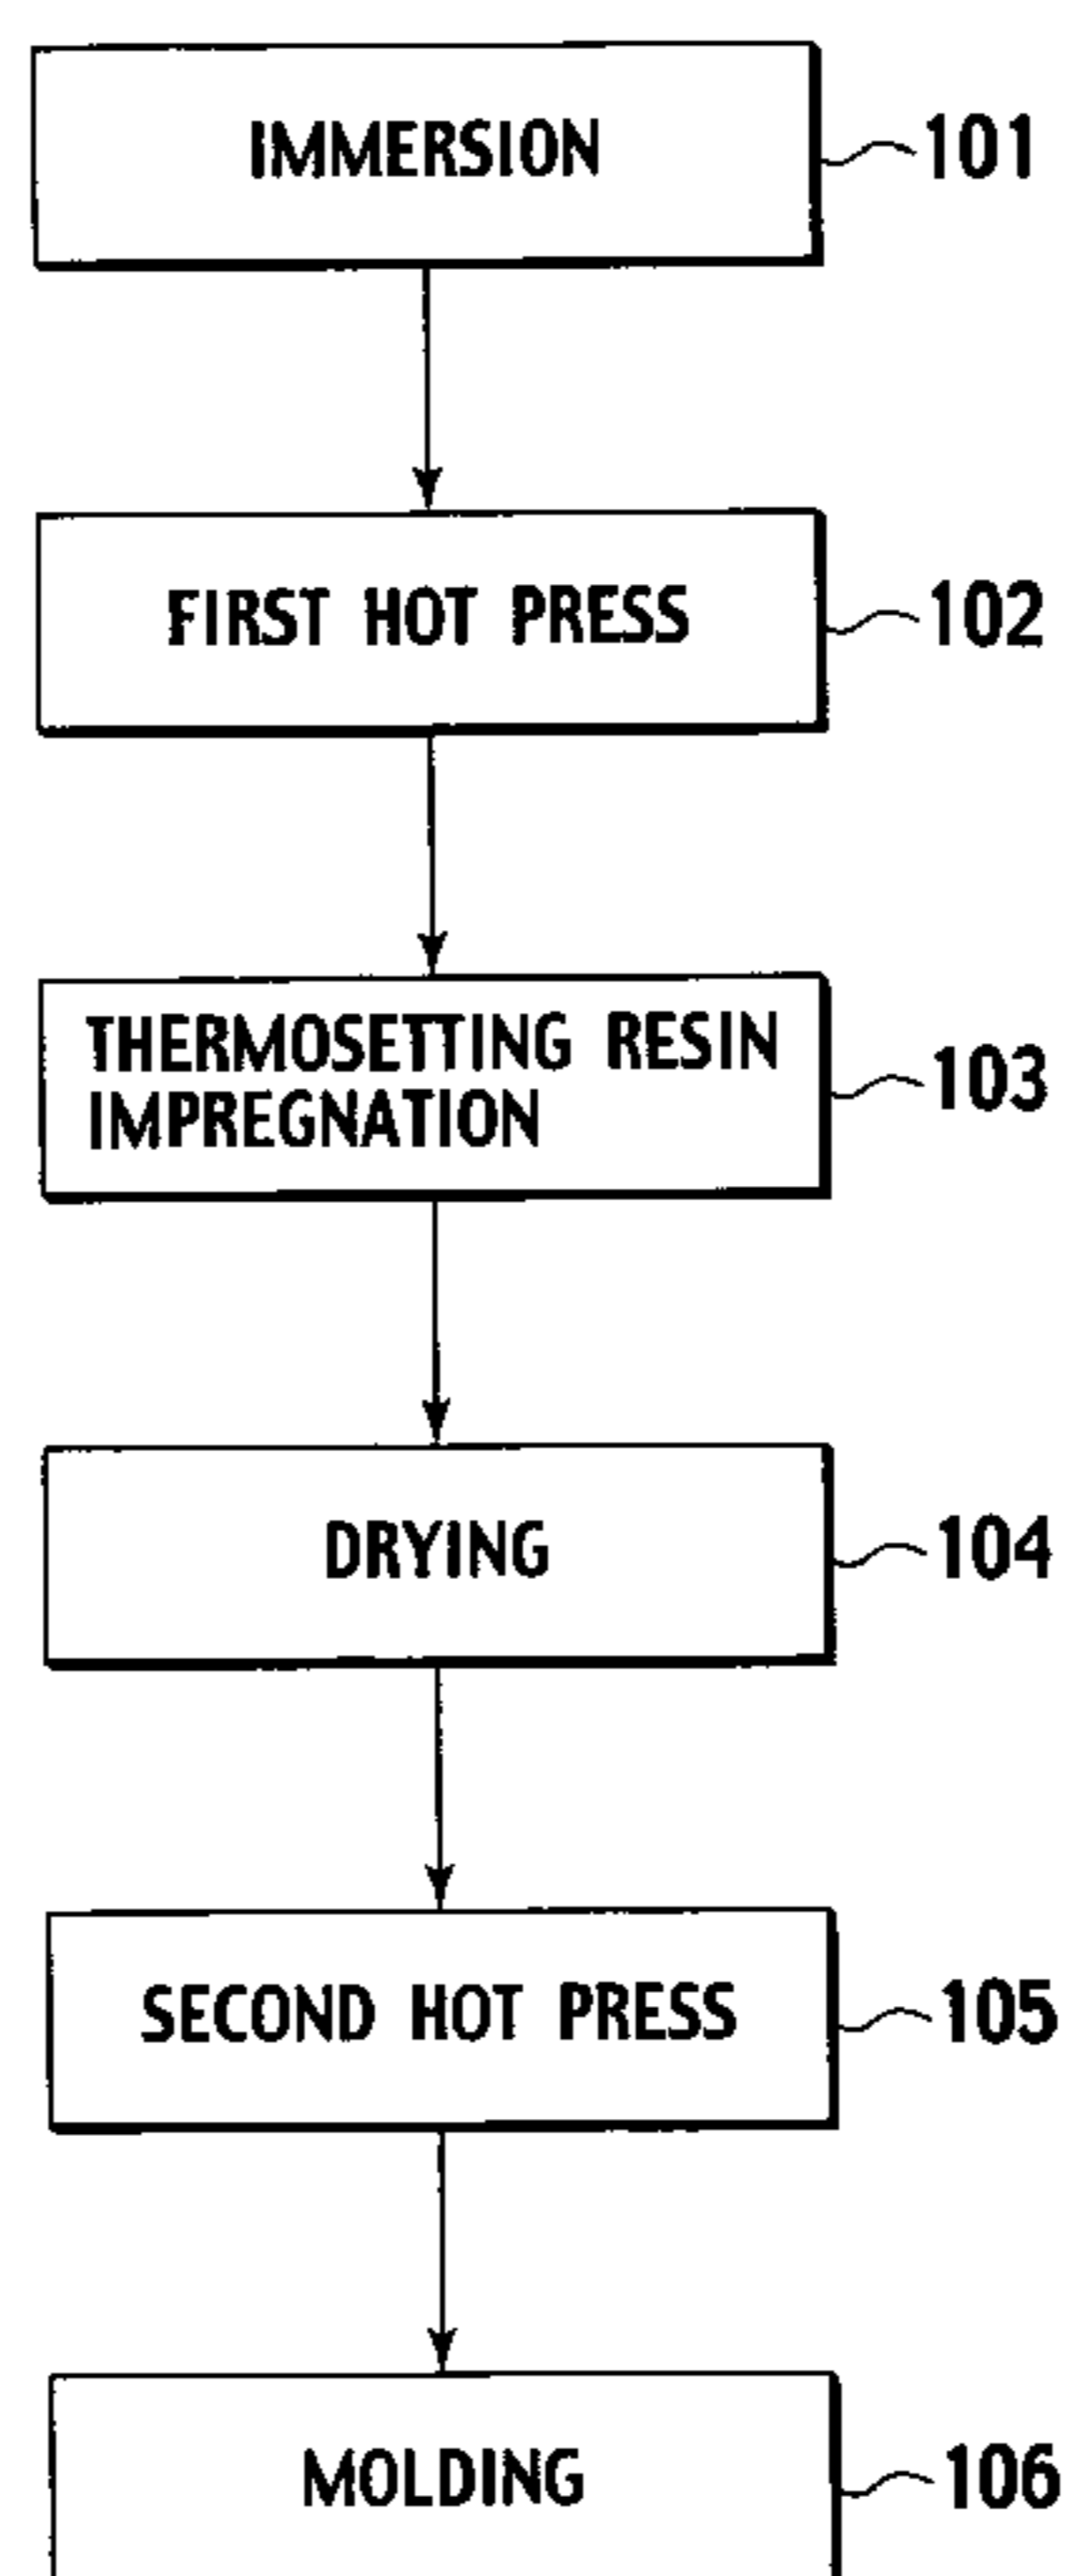 IMMERSION 101
FIRST HOT PRESS 102
THERMOSETTING RESIN
IMPREGNATION
103
DRYING 104
SECOND HOT PRESS 105
MOLDING 106